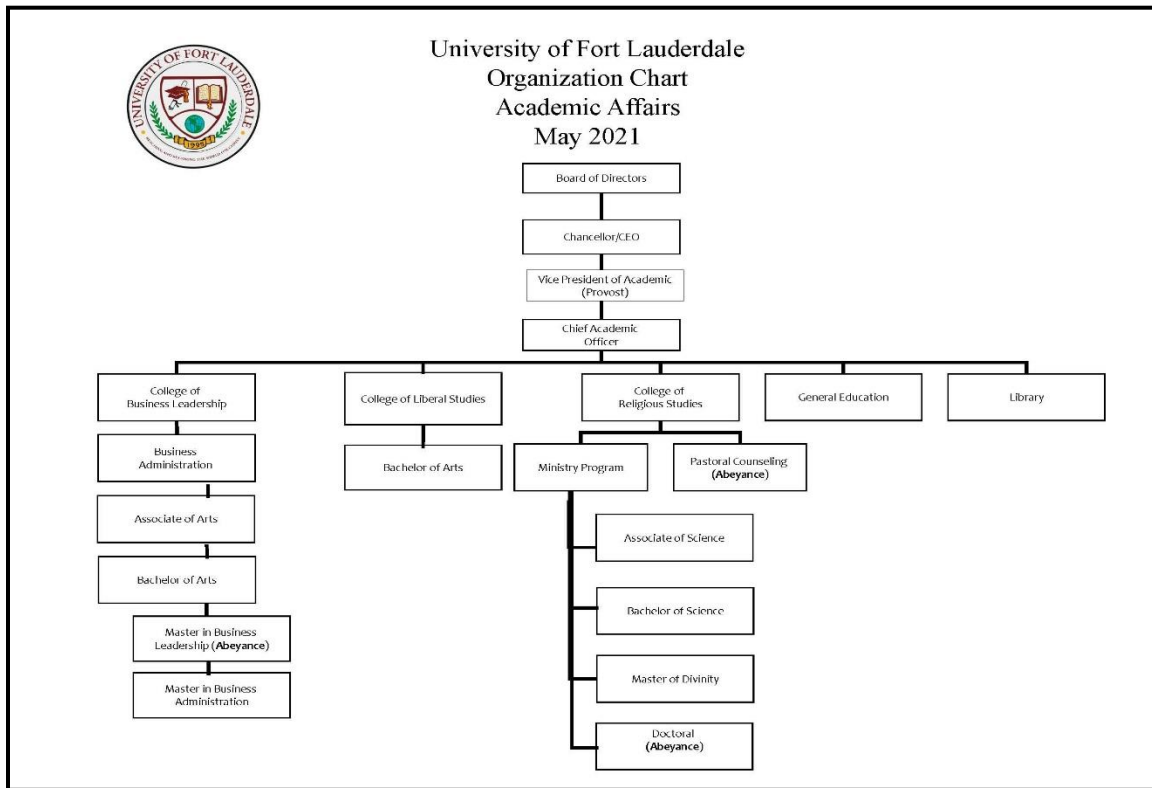 UNIVERSITY OF FORT LAUDERDALE
1995
University of Fort Lauderdale
Organization Chart
Academic Affairs
May 2021
Board of Directors
Chancellor/CEO
Vice President of Academic
(Provost)
Chief Academic
Officer
College of
Business Leadership
College of Liberal Studies
College of
Religious Studies
General Education
Library
Business
Administration
Bachelor of Arts
Ministry Program
Pastoral Counseling
(Abeyance)
Associate of Arts
Bachelor of Arts
Master in Business
Leadership (Abeyance)
Master in Business
Administration
Associate of Science
Bachelor of Science
Master of Divinity
Doctoral
(Abeyance)